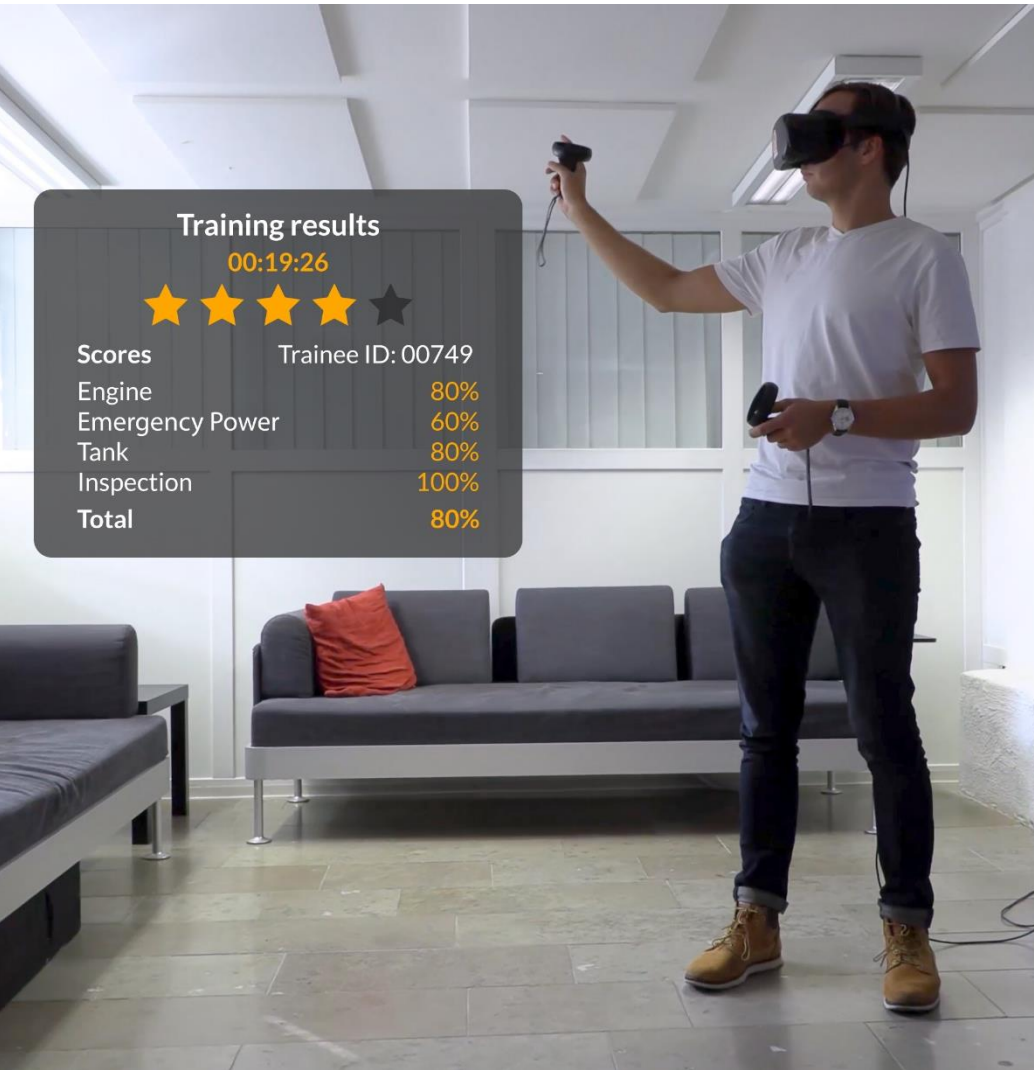 Training results
00:19:26
Scores Trainee ID: 00749
Engine 80%
Emergency Power 60%
Tank 80%
Inspection 100%
Total 80%